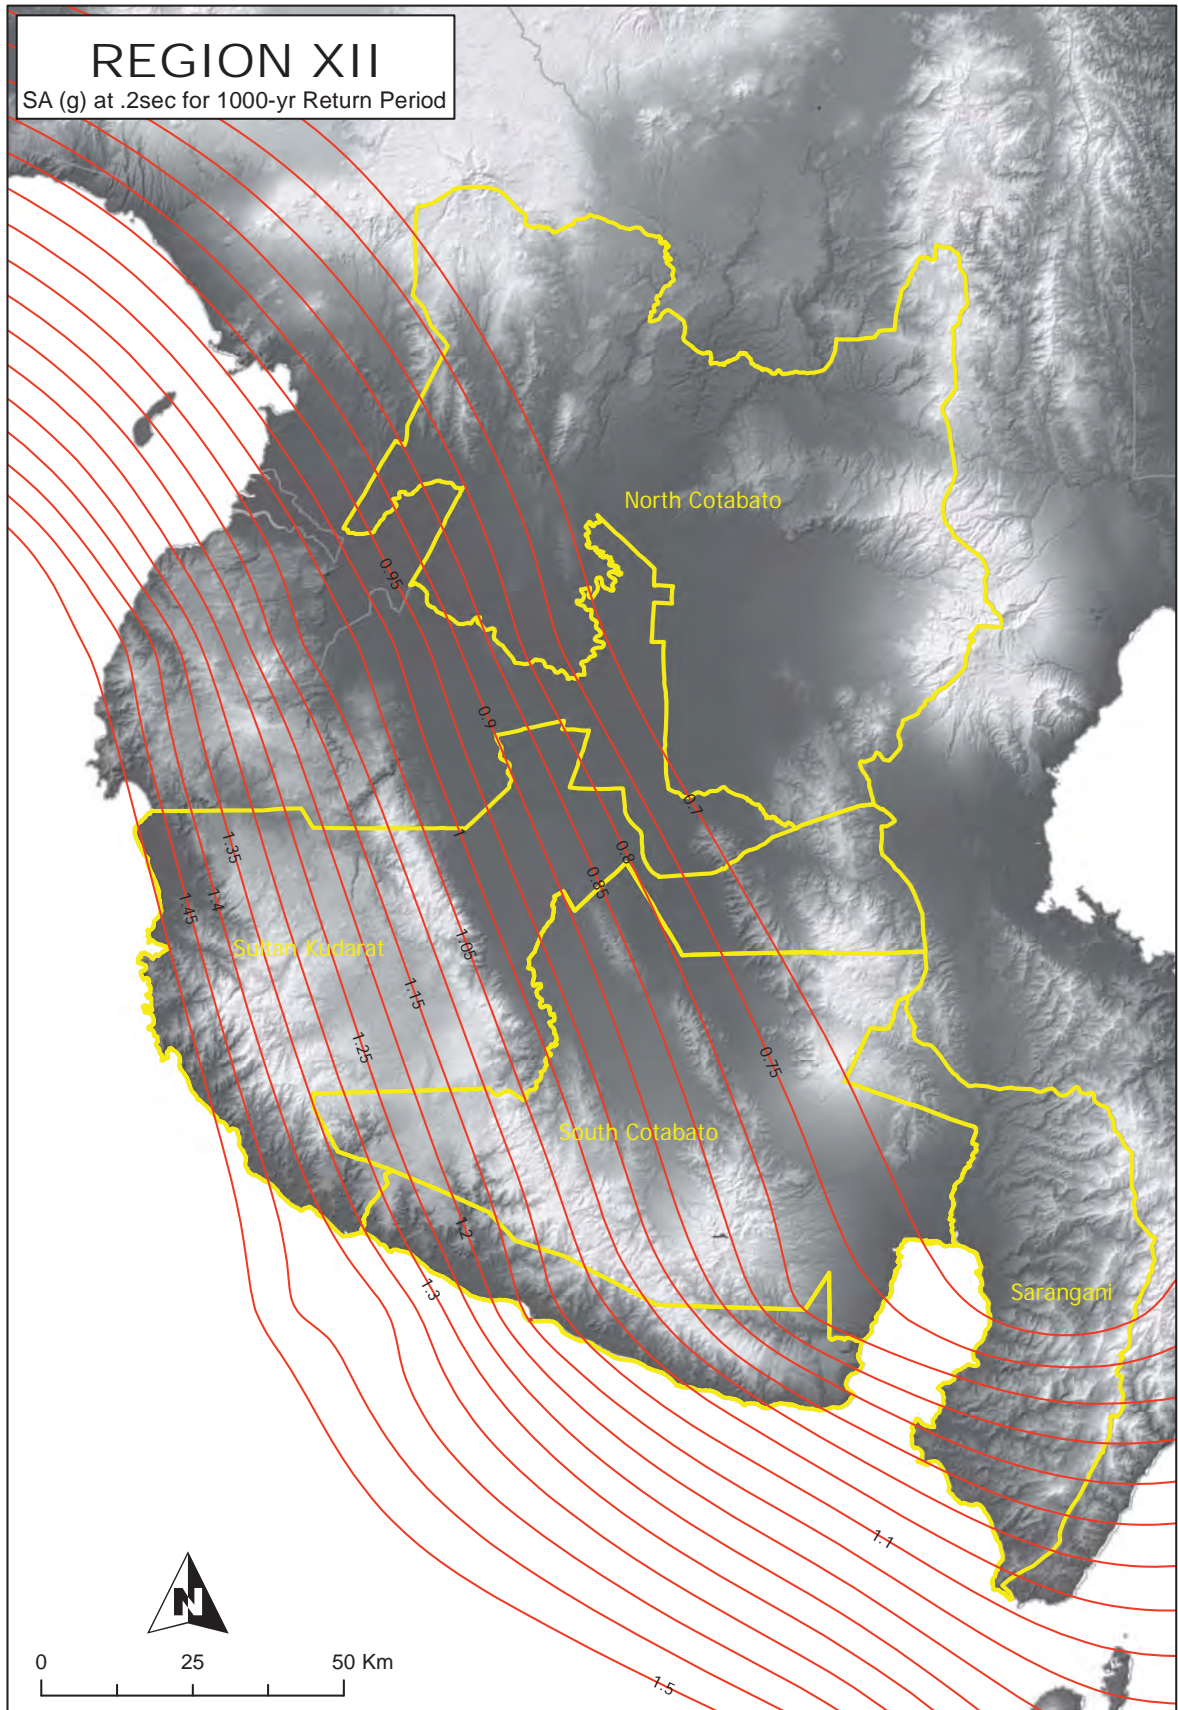 REGION XII
SA (g) at .2sec for 1000-yr Return Period
North Cotabato
0.95
0.9
0.7
1
0.8
1.35
0.85
1.4
1.45
Sultan Kudarat
1.05
1.15
1.25
0.75
South Cotabato
1.2
1.3
Sarangani
1.1
N
0 25 50 Km
1.5